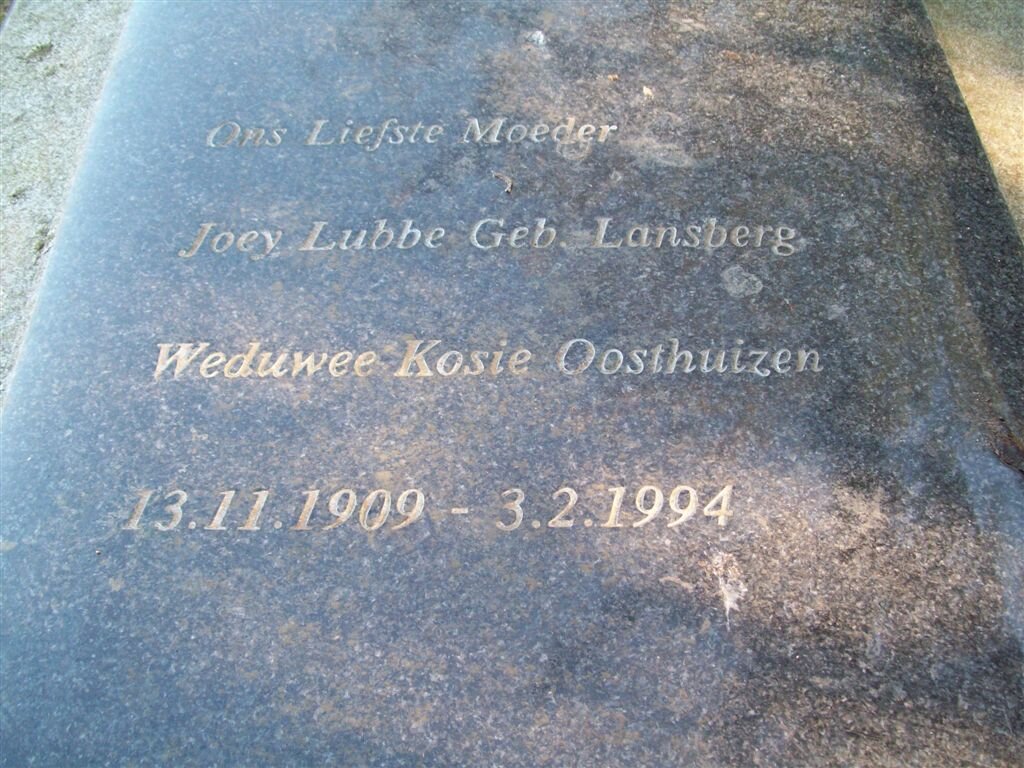 Ons Liefste Moeder
Joey Lubbe Geb. Lansberg
Weduwee Kosie Oosthuizen
13.11.1909 - 3.2.1994